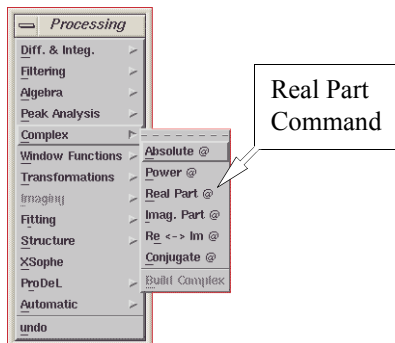 Processing
Diff. & Integ.
Filtering
Algebra
Peak Analysis
Complex
Window Functions
Transformations
Imaging
Fitting
Structure
XSophe
ProDeL
Automatic
undo
Absolute @
Power @
Real Part @
Imag. Part @
Re <-> Im @
Conjugate @
Build Complex
Real Part
Command